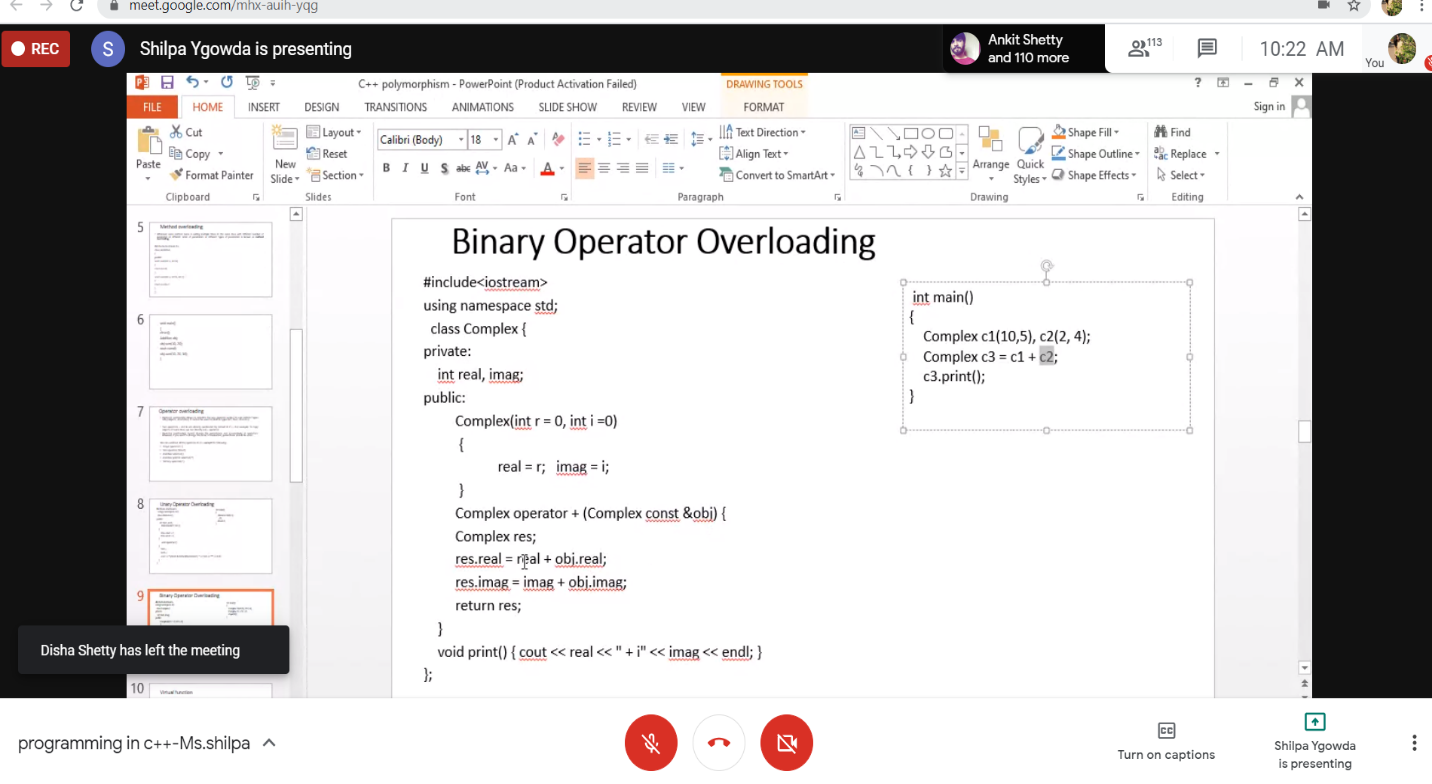 meet.google.com/mhx-auih-yqg
REC
S
Shilpa Ygowda is presenting
Ankit Shetty
and 110 more
113
10:22 AM
You
C++ polymorphism - PowerPoint (Product Activation Failed)
DRAWING TOOLS
?
FILE HOME INSERT DESIGN TRANSITIONS ANIMATIONS SLIDE SHOW REVIEW VIEW FORMAT
Sign in
Paste
Cut
Copy
Format Painter
Clipboard
New
Slide
Layout
Reset
Section
Slides
Calibri (Body) 18
B I U S abc AV Aa A
Font
Text Direction
Align Text
Convert to SmartArt
Paragraph
Arrange
Quick
Styles
Shape Fill
Shape Outline
Shape Effects
Drawing
Find
Replace
Select
Editing
5
Method overloading
6
7
Operator overloading
8
Unary Operator Overloading
9
Binary Operator Overloading
10
Virtual function
Binary Operator Overloading
#include<iostream>
using namespace std;
class Complex {
private:
int real, imag;
public:
Complex(int r = 0, int i =0)
{
real = r; imag = i;
}
Complex operator + (Complex const &obj) {
Complex res;
res.real = real + obj.real;
res.imag = imag + obj.imag;
return res;
}
void print() { cout << real << " + i" << imag << endl; }
};
int main()
{
Complex c1(10,5), c2(2, 4);
Complex c3 = c1 + c2;
c3.print();
}
Disha Shetty has left the meeting
programming in c++-Ms.shilpa
Turn on captions
Shilpa Ygowda
is presenting